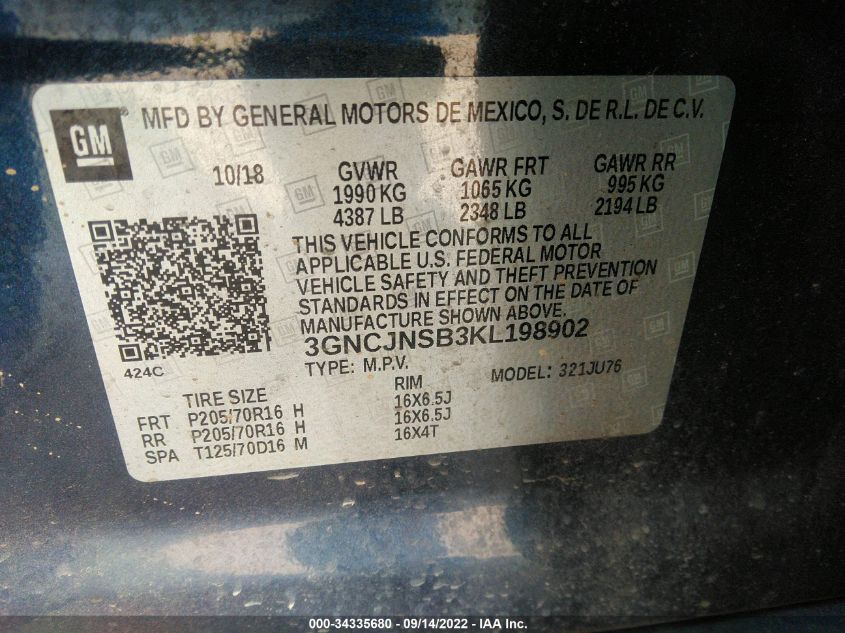 GM
MFD BY GENERAL MOTORS DE MEXICO, S. DE R.L. DE C.V.
10/18 GVWR GAWR FRT GAWR RR
1990 KG 1065 KG 995 KG
4387 LB 2348 LB 2194 LB
THIS VEHICLE CONFORMS TO ALL
APPLICABLE U.S. FEDERAL MOTOR
VEHICLE SAFETY AND THEFT PREVENTION
STANDARDS IN EFFECT ON THE DATE OF
MANUFACTURE SHOWN ABOVE.
3GNCJNSB3KL198902
424C
TYPE: M.P.V. MODEL: 321JU76
TIRE SIZE RIM
FRT P205/70R16 H 16X6.5J
RR P205/70R16 H 16X6.5J
SPA T125/70D16 M 16X4T
000-34335680 - 09/14/2022 - IAA Inc.